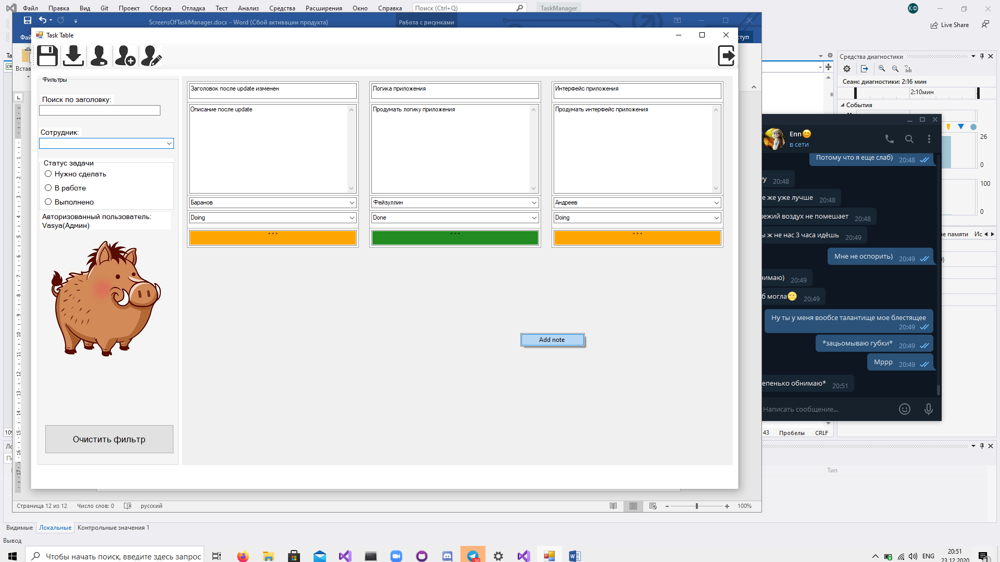 Файл Правка Вид Git Проект Сборка Отладка Тест Анализ Средства Расширения Окно Справка Поиск (Ctrl+Q) TaskManager КФ
Live Share
ScreensOfTaskManager.docx - Word (Сбой активации продукта) Работа с рисунками
Task Table
Фильтры
Поиск по заголовку:
Сотрудник:
Статус задачи
Нужно сделать
В работе
Выполнено
Авторизованный пользователь:
Vasya(Админ)
Очистить фильтр
Заголовок после update изменен
Описание после update
Баранов
Doing
***
Логика приложения
Продумать логику приложения
Фейзуллин
Done
***
Интерфейс приложения
Продумать интерфейс приложения
Андреев
Doing
***
Add note
Средства диагностики
Сеанс диагностики: 2:16 мин
2:10мин
События
26
0
100
0
Enn
в сети
Потому что я еще слаб) 20:48
20:48
е же уже лучше 20:48
ежий воздух не помешает 20:48
ы ж не нас 3 часа идёшь 20:49
Мне не оспорить) 20:49
нимаю) 20:49
б могла 20:49
Ну ты у меня вообсе талантище мое блестящее
20:49
*зацьомываю губки* 20:49
Мррр 20:49
епенько обнимаю* 20:51
Написать сообщение...
43 Пробелы CRLF
Тип
Страница 12 из 12 Число слов: 0 русский 100%
Видимые Локальные Контрольные значения 1
Вывод
Чтобы начать поиск, введите здесь запрос
ENG 20:51
23.12.2020